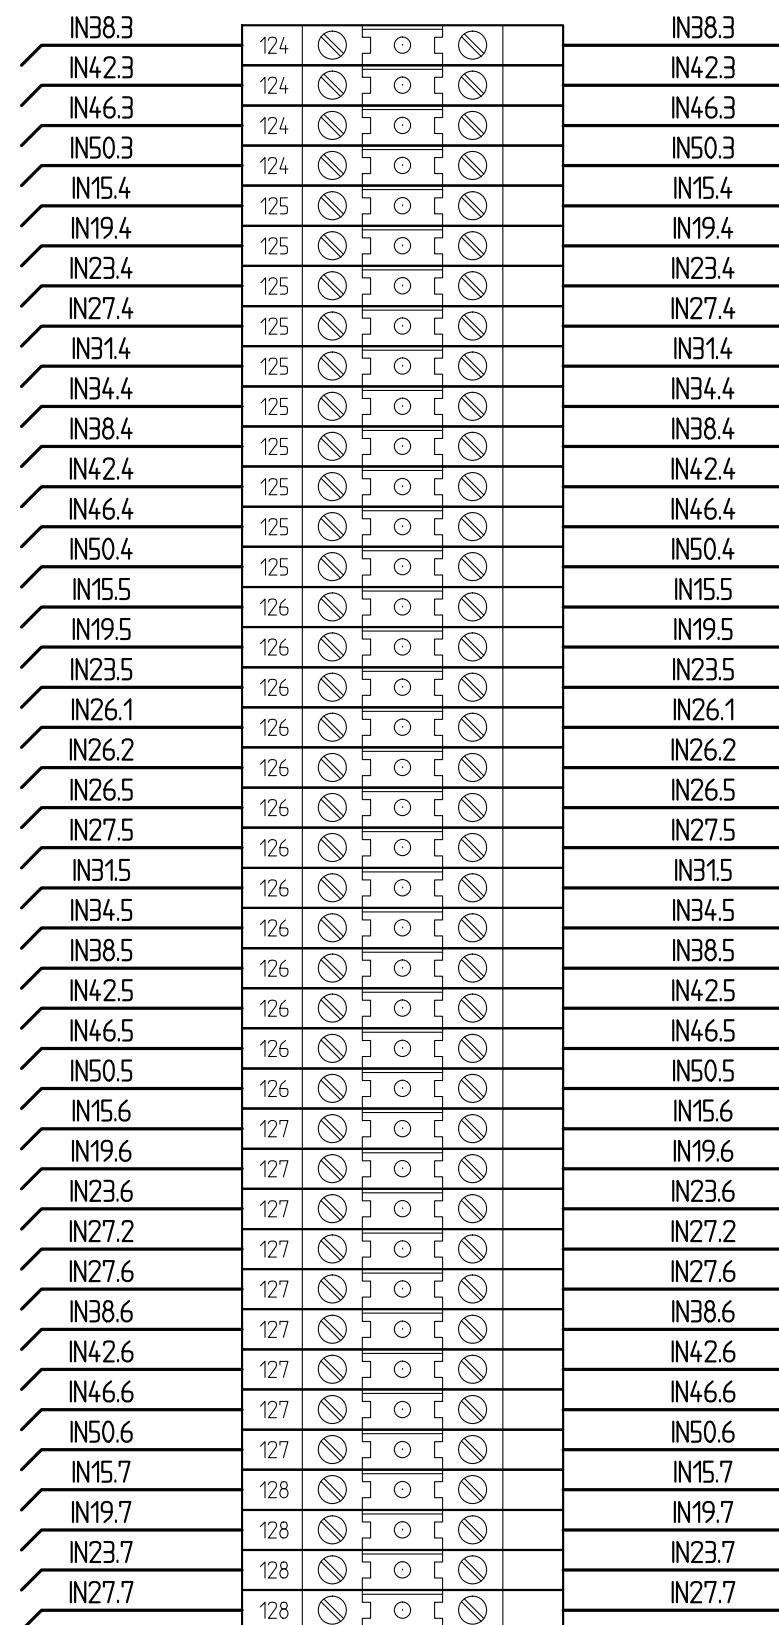 IN38.3 124 IN38.3
IN42.3 124 IN42.3
IN46.3 124 IN46.3
IN50.3 124 IN50.3
IN15.4 125 IN15.4
IN19.4 125 IN19.4
IN23.4 125 IN23.4
IN27.4 125 IN27.4
IN31.4 125 IN31.4
IN34.4 125 IN34.4
IN38.4 125 IN38.4
IN42.4 125 IN42.4
IN46.4 125 IN46.4
IN50.4 125 IN50.4
IN15.5 126 IN15.5
IN19.5 126 IN19.5
IN23.5 126 IN23.5
IN26.1 126 IN26.1
IN26.2 126 IN26.2
IN26.5 126 IN26.5
IN27.5 126 IN27.5
IN31.5 126 IN31.5
IN34.5 126 IN34.5
IN38.5 126 IN38.5
IN42.5 126 IN42.5
IN46.5 126 IN46.5
IN50.5 126 IN50.5
IN15.6 127 IN15.6
IN19.6 127 IN19.6
IN23.6 127 IN23.6
IN27.2 127 IN27.2
IN27.6 127 IN27.6
IN38.6 127 IN38.6
IN42.6 127 IN42.6
IN46.6 127 IN46.6
IN50.6 127 IN50.6
IN15.7 128 IN15.7
IN19.7 128 IN19.7
IN23.7 128 IN23.7
IN27.7 128 IN27.7